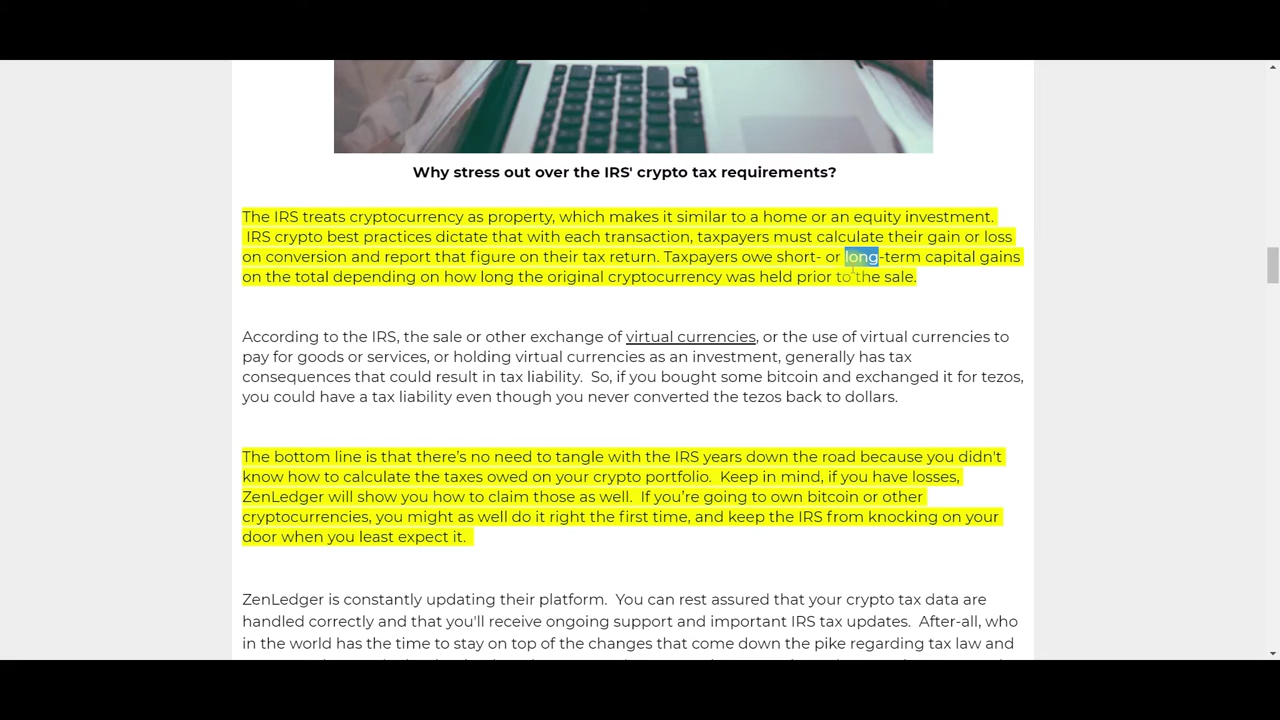 Why stress out over the IRS' crypto tax requirements?
The IRS treats cryptocurrency as property, which makes it similar to a home or an equity investment.
IRS crypto best practices dictate that with each transaction, taxpayers must calculate their gain or loss
on conversion and report that figure on their tax return. Taxpayers owe short- or long-term capital gains
on the total depending on how long the original cryptocurrency was held prior to the sale.
According to the IRS, the sale or other exchange of virtual currencies, or the use of virtual currencies to
pay for goods or services, or holding virtual currencies as an investment, generally has tax
consequences that could result in tax liability.  So, if you bought some bitcoin and exchanged it for tezos,
you could have a tax liability even though you never converted the tezos back to dollars.
The bottom line is that there's no need to tangle with the IRS years down the road because you didn't
know how to calculate the taxes owed on your crypto portfolio.  Keep in mind, if you have losses,
ZenLedger will show you how to claim those as well.  If you're going to own bitcoin or other
cryptocurrencies, you might as well do it right the first time, and keep the IRS from knocking on your
door when you least expect it.
ZenLedger is constantly updating their platform.  You can rest assured that your crypto tax data are
handled correctly and that you'll receive ongoing support and important IRS tax updates.  After-all, who
in the world has the time to stay on top of the changes that come down the pike regarding tax law and